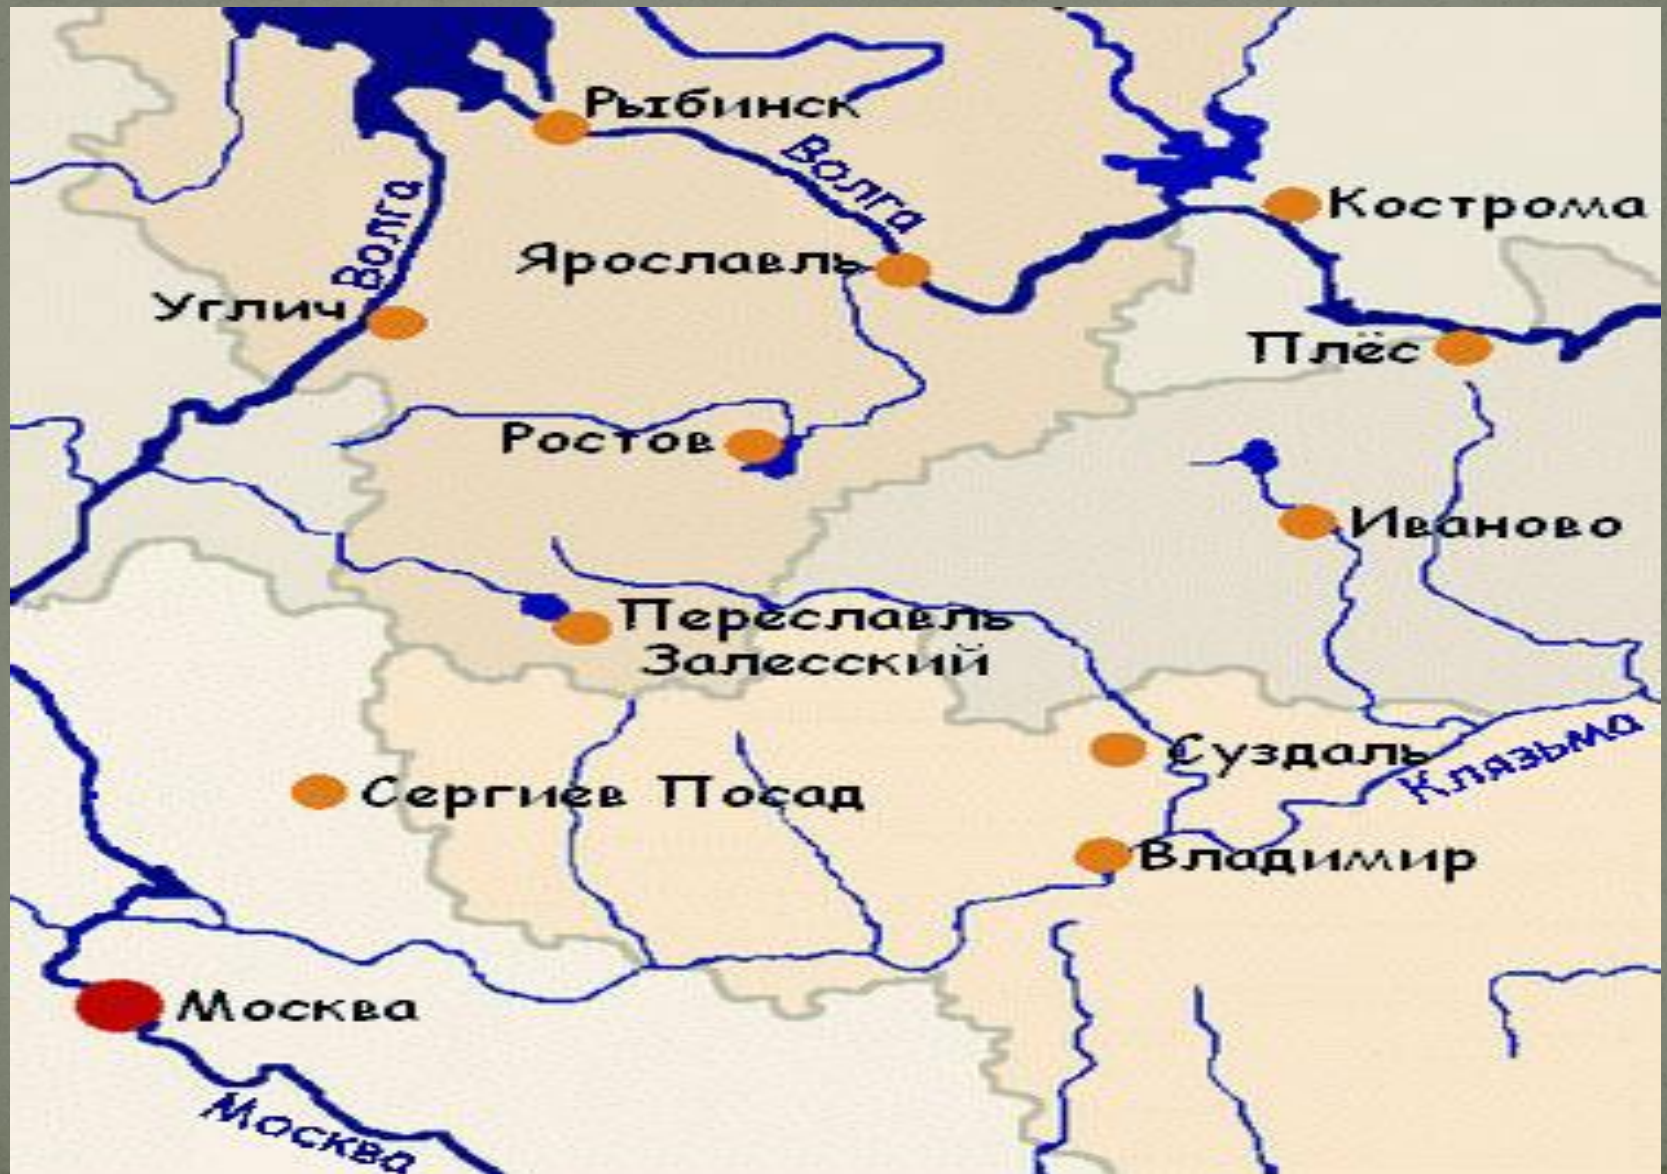 Рыбинск
Волга
Волга
Кострома
Ярославль
Углич
Плёс
Ростов
Иваново
Переславль
Залесский
Суздаль
Клязьма
Сергиев Посад
Владимир
Москва
Москва